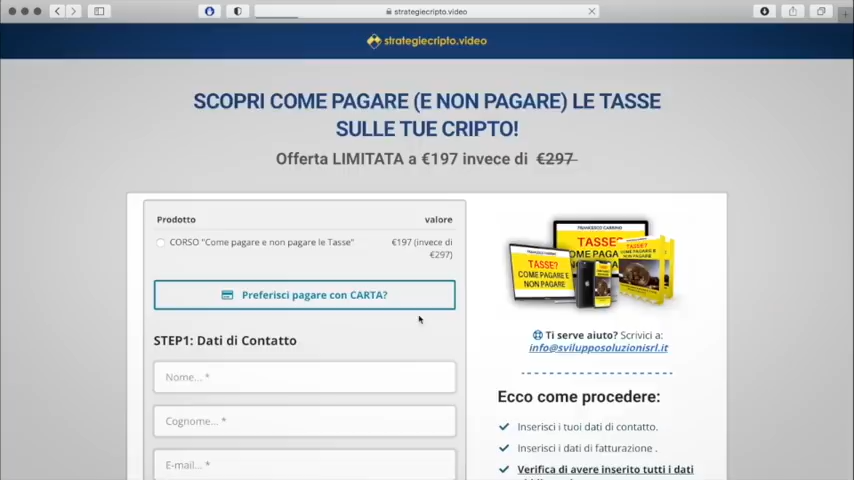 strategiecripto.video
strategiecripto.video
SCOPRI COME PAGARE (E NON PAGARE) LE TASSE
SULLE TUE CRIPTO!
Offerta LIMITATA a €197 invece di €297
Prodotto valore
CORSO "Come pagare e non pagare le Tasse" €197 (invece di
€297)
Preferisci pagare con CARTA?
STEP1: Dati di Contatto
Nome... *
Cognome... *
E-mail... *
FRANCESCO CARRINO
TASSE?
COME PAGARE E
NON PAGARE
Ti serve aiuto? Scrivici a:
info@svilupposoluzionisrl.it
Ecco come procedere:
Inserisci i tuoi dati di contatto.
Inserisci i dati di fatturazione .
Verifica di avere inserito tutti i dati